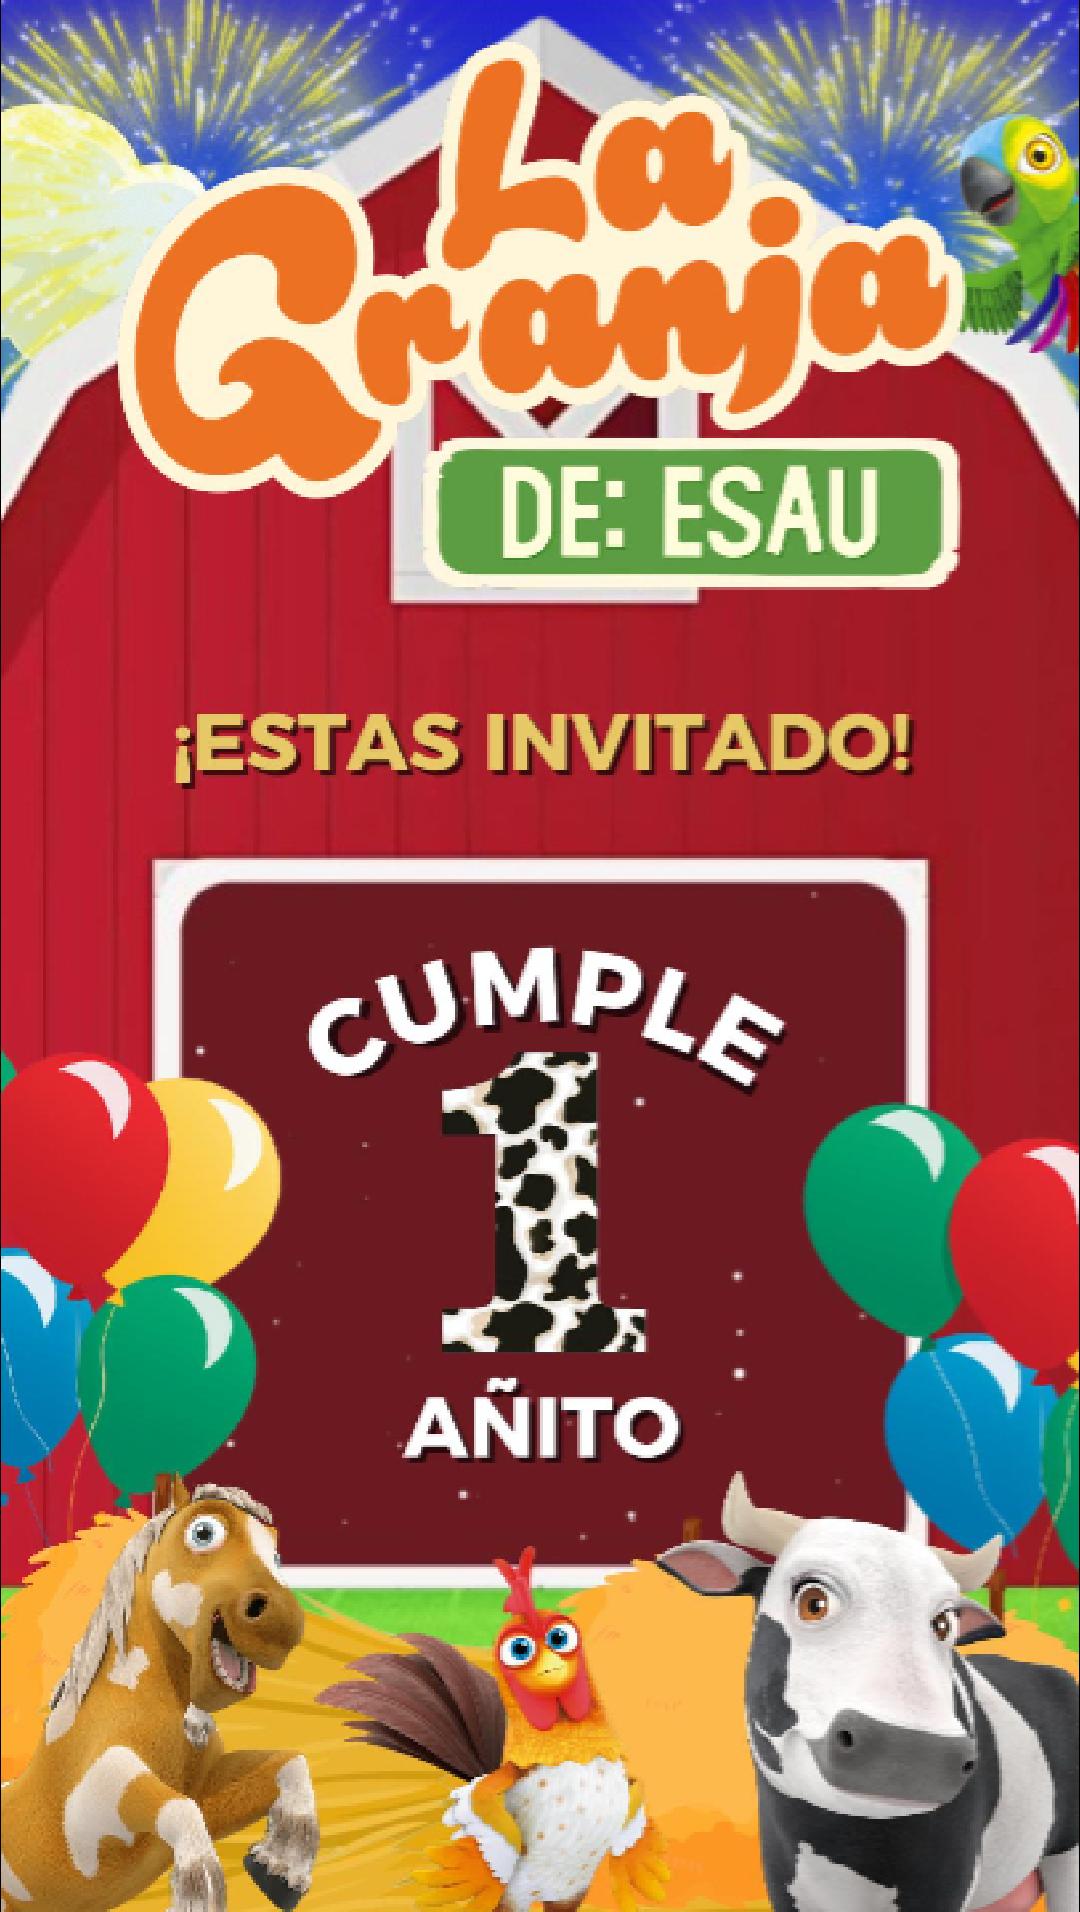 La
Granja
DE: ESAU
¡ESTAS INVITADO!
CUMPLE
1
AÑITO